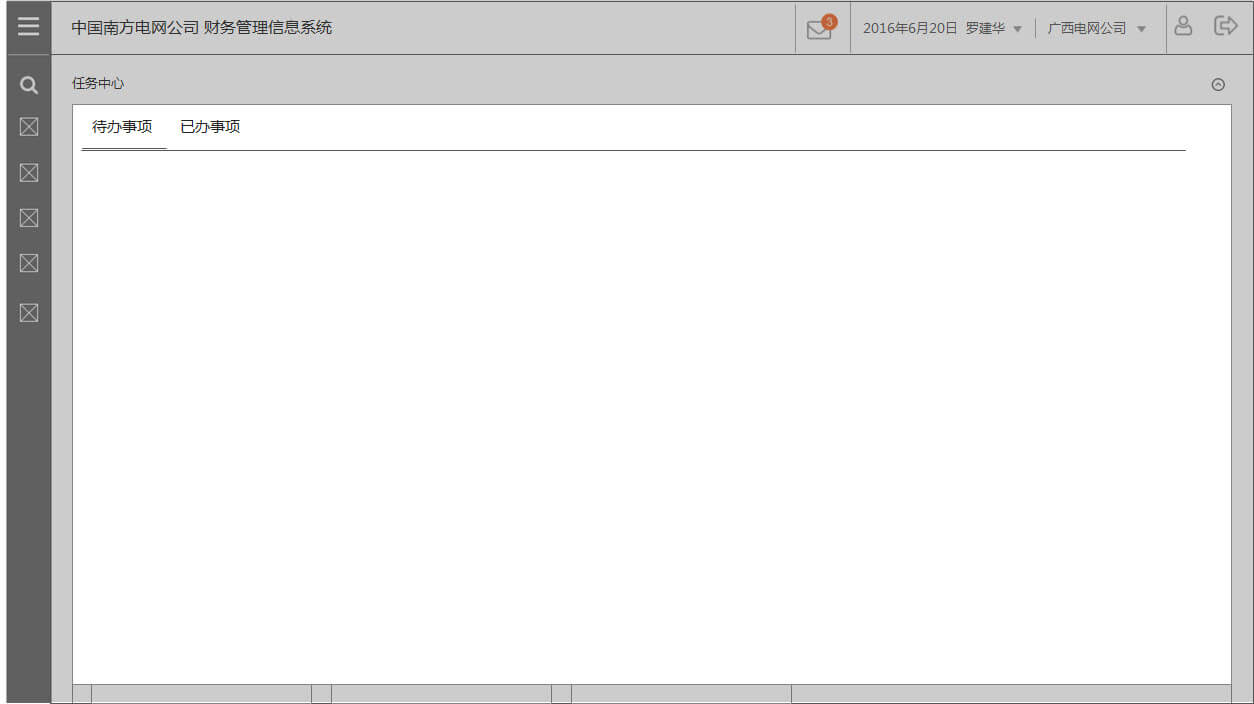 中国南方电网公司 财务管理信息系统
3
2016年6月20日 罗建华
广西电网公司
任务中心
待办事项 已办事项